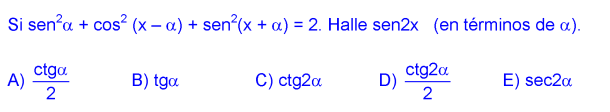 Si sen²α + cos² (x – α) + sen²(x + α) = 2. Halle sen2x (en términos de α).
A) ctgα/2 B) tgα C) ctg2α D) ctg2α/2 E) sec2α